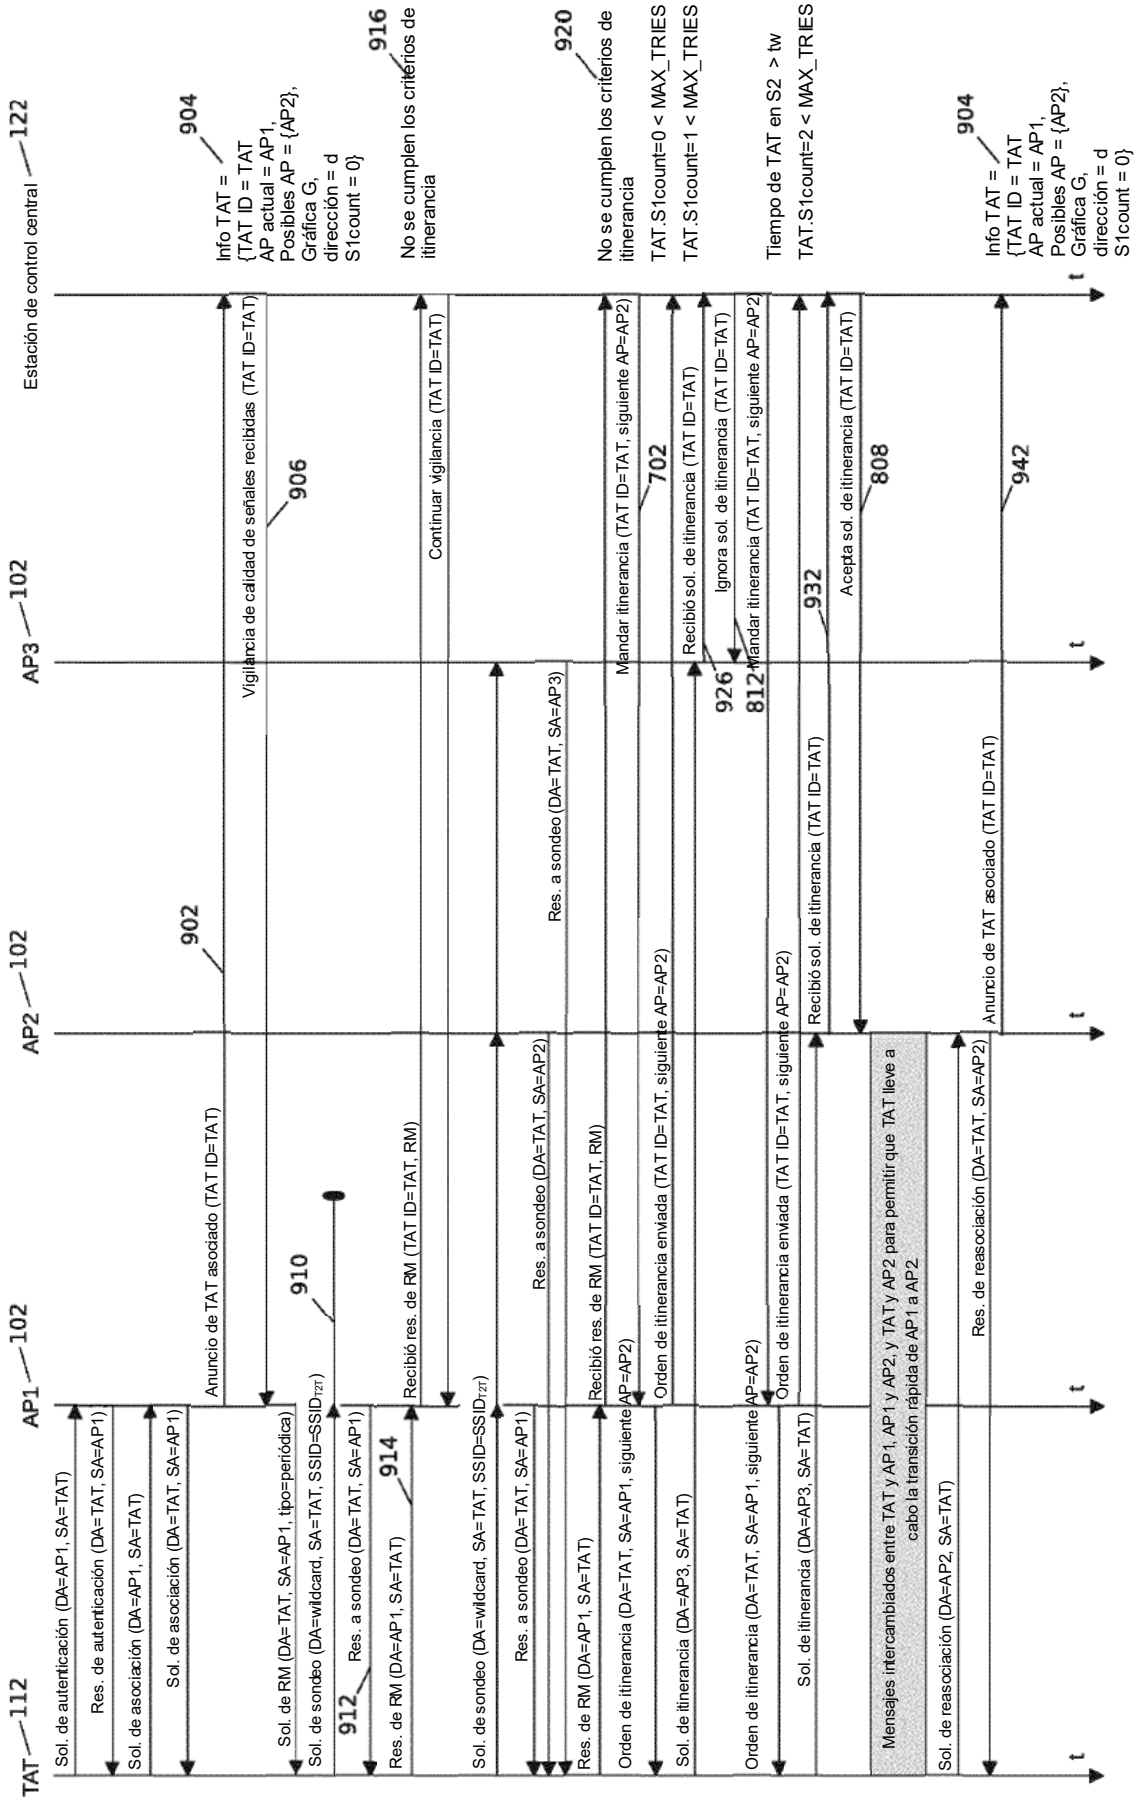 TAT 112
AP1 102
AP2 102
AP3 102
Estación de control central 122
Sol. de autenticación (DA=AP1, SA=TAT)
Res. de autenticación (DA=TAT, SA=AP1)
Sol. de asociación (DA=AP1, SA=TAT)
Sol. de asociación (DA=TAT, SA=AP1)
Anuncio de TAT asociado (TAT ID=TAT)
902
904
Info TAT =
{TAT ID = TAT
AP actual = AP1,
Posibles AP = {AP2},
Gráfica G,
dirección = d
S1count = 0}
Vigilancia de calidad de señales recibidas (TAT ID=TAT)
906
Sol. de RM (DA=TAT, SA=AP1, tipo=periódica)
Sol. de sondeo (DA=wildcard, SA=TAT, SSID=SSIDT2T)
910
Res. a sondeo (DA=TAT, SA=AP1)
912
Res. de RM (DA=AP1, SA=TAT)
914
Recibió res. de RM (TAT ID=TAT, RM)
916
No se cumplen los criterios de
itinerancia
Continuar vigilancia (TAT ID=TAT)
Sol. de sondeo (DA=wildcard, SA=TAT, SSID=SSIDT2T)
Res. a sondeo (DA=TAT, SA=AP1)
Res. a sondeo (DA=TAT, SA=AP2)
Res. a sondeo (DA=TAT, SA=AP3)
Res. de RM (DA=AP1, SA=TAT)
Recibió res. de RM (TAT ID=TAT, RM)
920
No se cumplen los criterios de
itinerancia
Mandar itinerancia (TAT ID=TAT, siguiente AP=AP2)
702
TAT.S1count=0 < MAX_TRIES
Orden de itinerancia (DA=TAT, SA=AP1, siguiente AP=AP2)
Orden de itinerancia enviada (TAT ID=TAT, siguiente AP=AP2)
TAT.S1count=1 < MAX_TRIES
Sol. de itinerancia (DA=AP3, SA=TAT)
Recibió sol. de itinerancia (TAT ID=TAT)
926
Ignora sol. de itinerancia (TAT ID=TAT)
812
Mandar itinerancia (TAT ID=TAT, siguiente AP=AP2)
Tiempo de TAT en S2 > tw
Orden de itinerancia (DA=TAT, SA=AP1, siguiente AP=AP2)
Orden de itinerancia enviada (TAT ID=TAT, siguiente AP=AP2)
TAT.S1count=2 < MAX_TRIES
Sol. de itinerancia (DA=AP3, SA=TAT)
Recibió sol. de itinerancia (TAT ID=TAT)
932
Acepta sol. de itinerancia (TAT ID=TAT)
808
Mensajes intercambiados entre TAT y AP1, AP1 y AP2, y TAT y AP2 para permitir que TAT lleve a
cabo la transición rápida de AP1 a AP2.
Sol. de reasociación (DA=AP2, SA=TAT)
Res. de reasociación (DA=TAT, SA=AP2)
Anuncio de TAT asociado (TAT ID=TAT)
942
904
Info TAT =
{TAT ID = TAT
AP actual = AP1,
Posibles AP = {AP2},
Gráfica G,
dirección = d
S1count = 0}
t
t
t
t
t